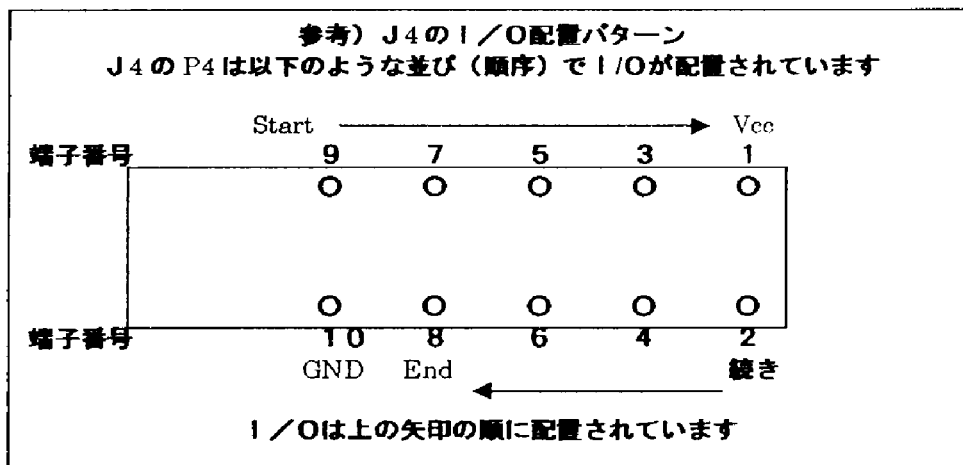 参考）J4のI／O配置パターン
J4のP4は以下のような並び（順序）でI/Oが配置されています
Start Vcc
端子番号 9 7 5 3 1
端子番号 10 8 6 4 2
GND End 続き
I／Oは上の矢印の順に配置されています